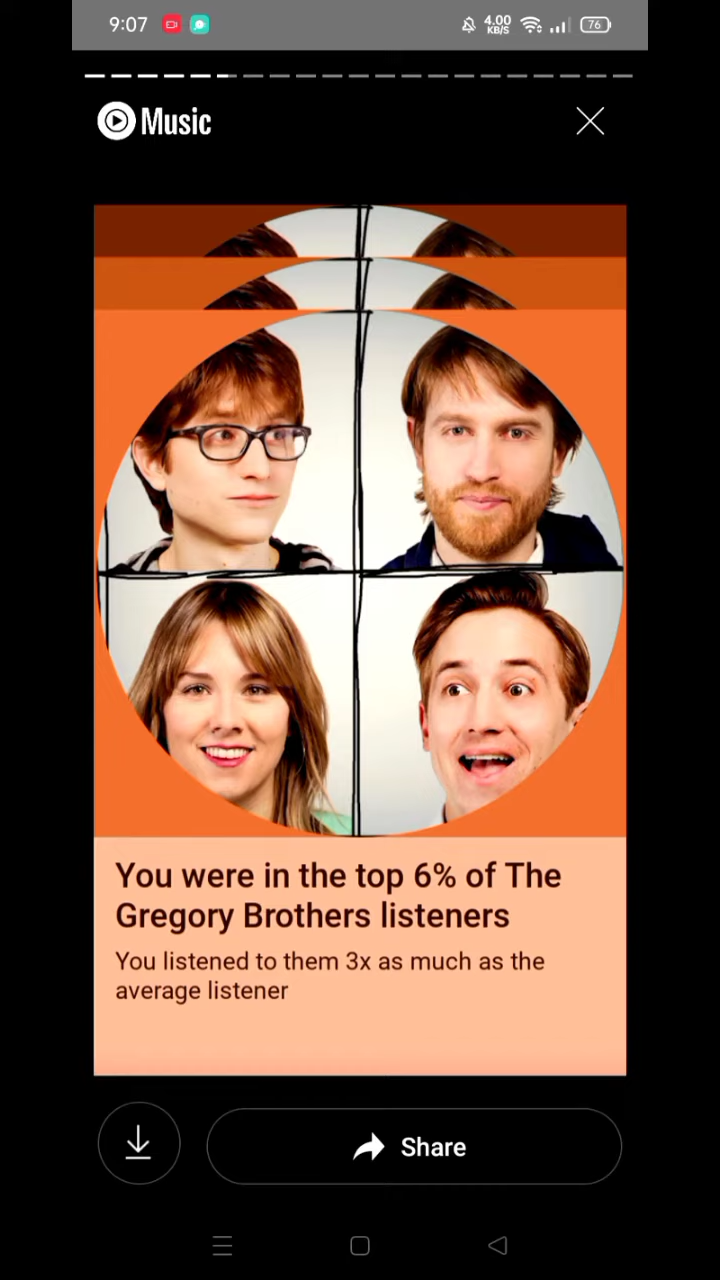 9:07
4.00
KB/S
76
Music
You were in the top 6% of The
Gregory Brothers listeners
You listened to them 3x as much as the
average listener
Share